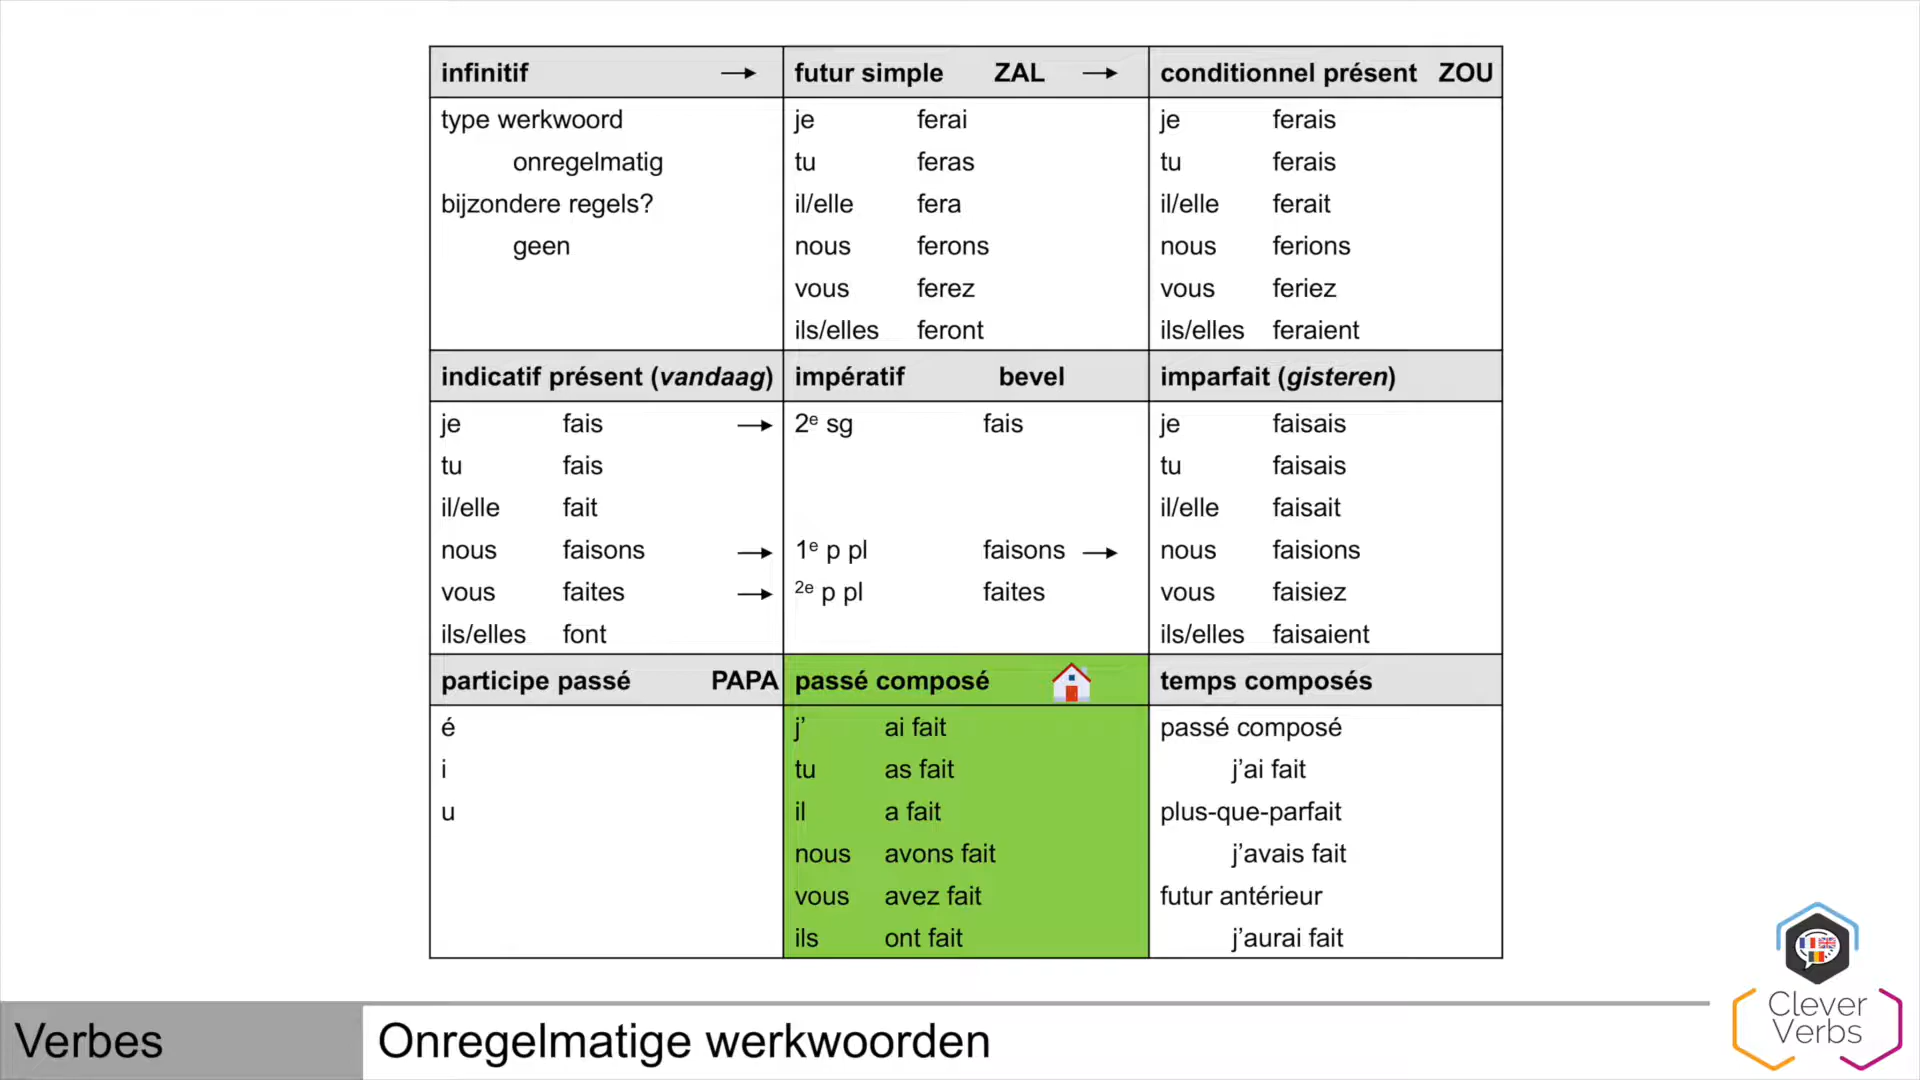 infinitif →
type werkwoord
onregelmatig
bijzondere regels?
geen
futur simple ZAL →
je ferai
tu feras
il/elle fera
nous ferons
vous ferez
ils/elles feront
conditionnel présent ZOU
je ferais
tu ferais
il/elle ferait
nous ferions
vous feriez
ils/elles feraient
indicatif présent (vandaag)
je fais →
tu fais
il/elle fait
nous faisons →
vous faites →
ils/elles font
impératif bevel
2e sg fais
1e p pl faisons →
2e p pl faites
imparfait (gisteren)
je faisais
tu faisais
il/elle faisait
nous faisions
vous faisiez
ils/elles faisaient
participe passé PAPA
é
i
u
passé composé
j’ ai fait
tu as fait
il a fait
nous avons fait
vous avez fait
ils ont fait
temps composés
passé composé
j’ai fait
plus-que-parfait
j’avais fait
futur antérieur
j’aurai fait
Verbes
Onregelmatige werkwoorden
Clever
Verbs